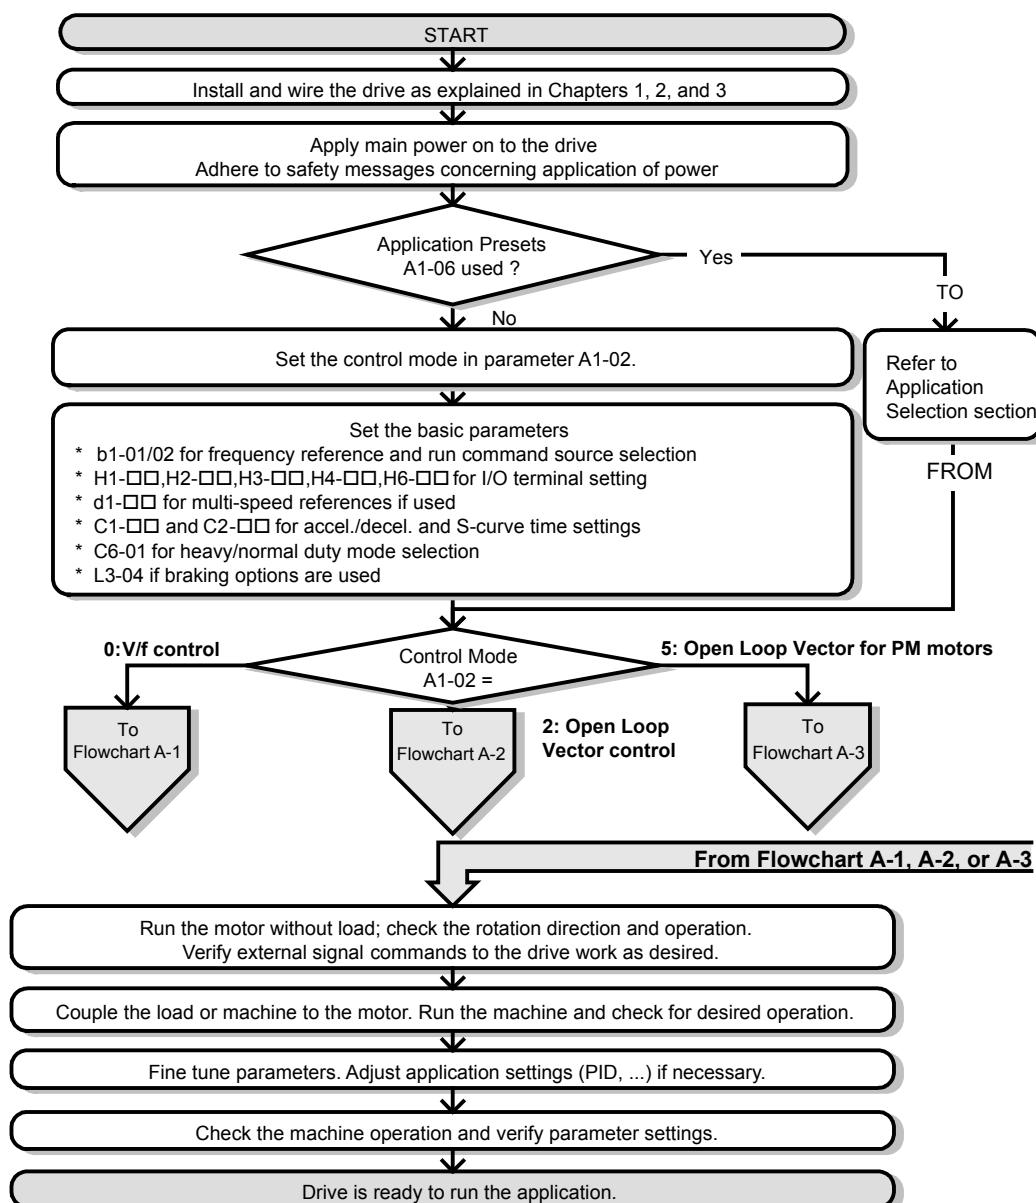 START
Install and wire the drive as explained in Chapters 1, 2, and 3
Apply main power on to the drive
Adhere to safety messages concerning application of power
Application Presets
A1-06 used ?
Yes
TO
No
Set the control mode in parameter A1-02.
Refer to
Application
Selection section
FROM
Set the basic parameters
* b1-01/02 for frequency reference and run command source selection
* H1-□□,H2-□□,H3-□□,H4-□□,H6-□□ for I/O terminal setting
* d1-□□ for multi-speed references if used
* C1-□□ and C2-□□ for accel./decel. and S-curve time settings
* C6-01 for heavy/normal duty mode selection
* L3-04 if braking options are used
0:V/f control
Control Mode
A1-02 =
5: Open Loop Vector for PM motors
To
Flowchart A-1
To
Flowchart A-2
2: Open Loop
Vector control
To
Flowchart A-3
From Flowchart A-1, A-2, or A-3
Run the motor without load; check the rotation direction and operation.
Verify external signal commands to the drive work as desired.
Couple the load or machine to the motor. Run the machine and check for desired operation.
Fine tune parameters. Adjust application settings (PID, ...) if necessary.
Check the machine operation and verify parameter settings.
Drive is ready to run the application.